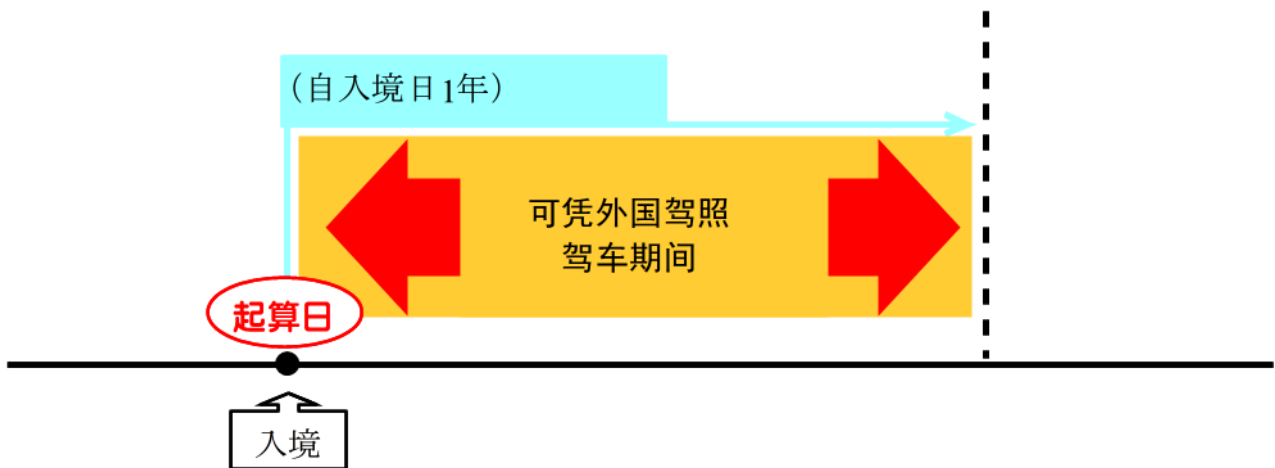 （自入境日1年）
可凭外国驾照
驾车期间
起算日
入境